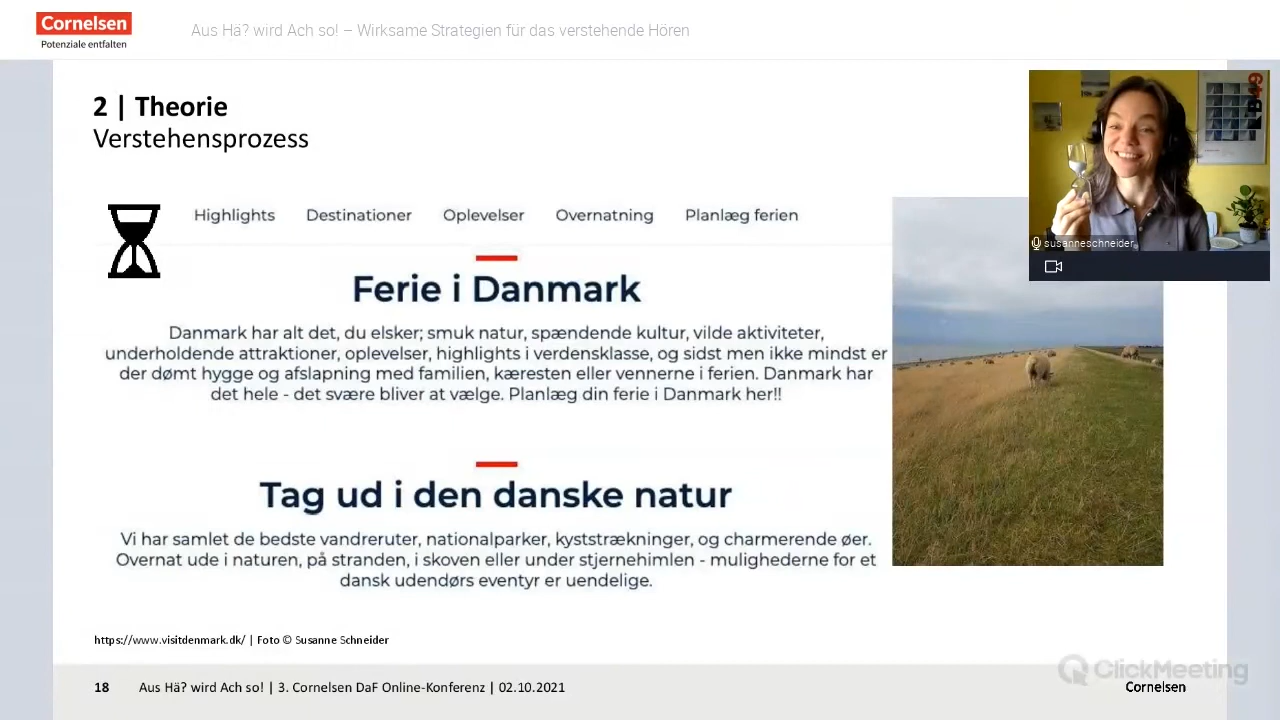 Cornelsen
Potenziale entfalten
Aus Hä? wird Ach so! – Wirksame Strategien für das verstehende Hören
2 | Theorie
Verstehensprozess
susanneschneider
Highlights Destinationer Oplevelser Overnatning Planlæg ferien
Ferie i Danmark
Danmark har alt det, du elsker; smuk natur, spændende kultur, vilde aktiviteter,
underholdende attraktioner, oplevelser, highlights i verdensklasse, og sidst men ikke mindst er
der dømt hygge og afslapning med familien, kæresten eller vennerne i ferien. Danmark har
det hele - det svære bliver at vælge. Planlæg din ferie i Danmark her!!
Tag ud i den danske natur
Vi har samlet de bedste vandreruter, nationalparker, kyststrækninger, og charmerende øer.
Overnat ude i naturen, på stranden, i skoven eller under stjernehimlen - mulighederne for et
dansk udendørs eventyr er uendelige.
https://www.visitdenmark.dk/ | Foto © Susanne Schneider
ClickMeeting
18 Aus Hä? wird Ach so! | 3. Cornelsen DaF Online-Konferenz | 02.10.2021
Cornelsen